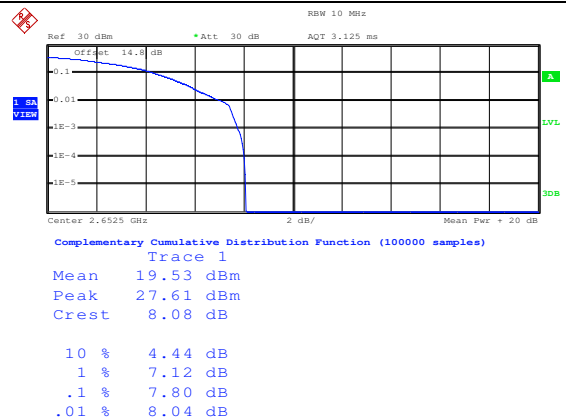 RBW 10 MHz
Ref 30 dBm *Att 30 dB AQT 3.125 ms
Offset 14.8 dB
0.1
A
0.01
1 SA
VIEW
1E-3
LVL
1E-4
1E-5
3DB
Center 2.6525 GHz 2 dB/ Mean Pwr + 20 dB
Complementary Cumulative Distribution Function (100000 samples)
Trace 1
Mean 19.53 dBm
Peak 27.61 dBm
Crest 8.08 dB
10 % 4.44 dB
1 % 7.12 dB
.1 % 7.80 dB
.01 % 8.04 dB